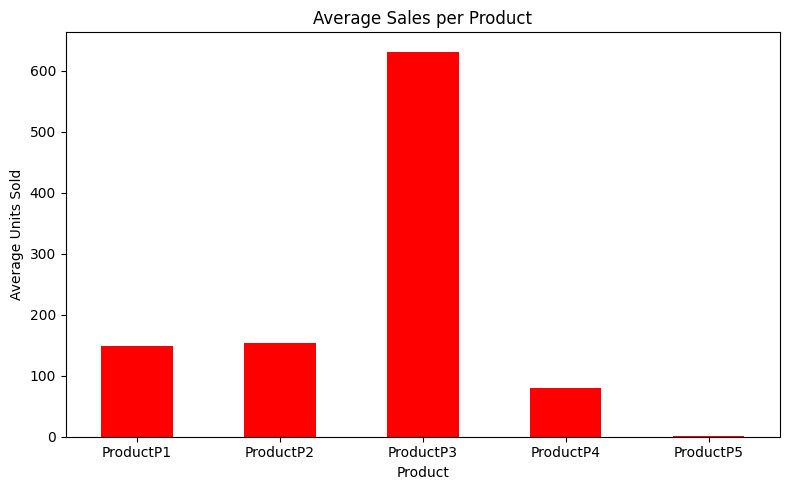 Average Sales per Product
Average Units Sold
600
500
400
300
200
100
0
ProductP1 ProductP2 ProductP3 ProductP4 ProductP5
Product